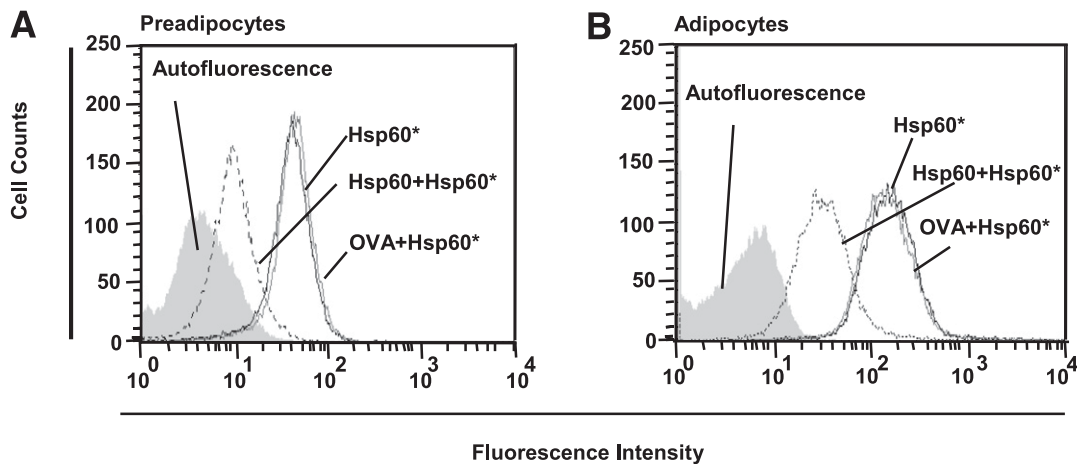 A
Preadipocytes
250
200
150
100
50
0
Autofluorescence
Hsp60*
Hsp60+Hsp60*
OVA+Hsp60*
10^0
10^1
10^2
10^3
10^4
Cell Counts
B
Adipocytes
250
200
150
100
50
0
Autofluorescence
Hsp60*
Hsp60+Hsp60*
OVA+Hsp60*
10^0
10^1
10^2
10^3
10^4
Fluorescence Intensity